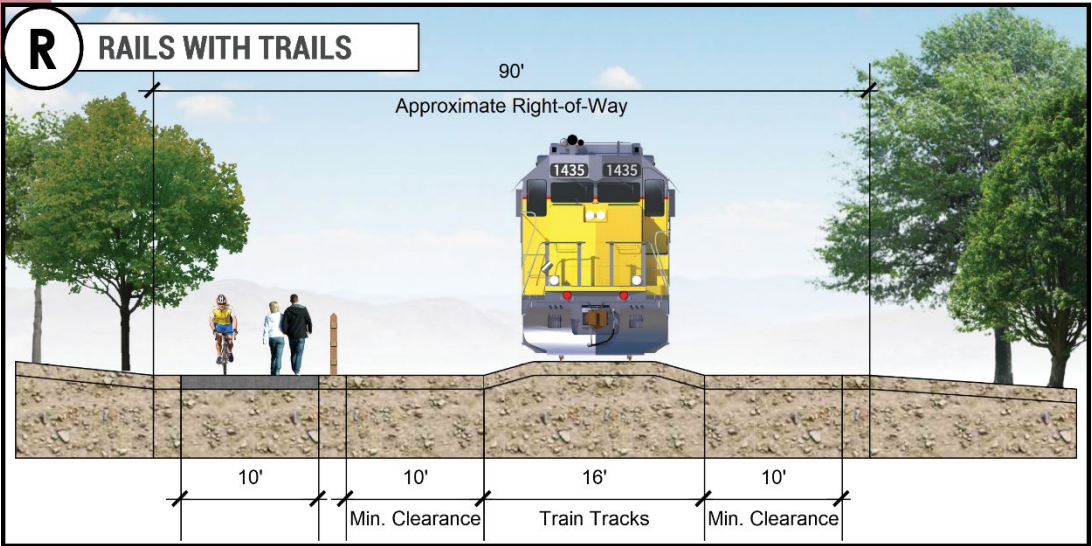 R
RAILS WITH TRAILS
90'
Approximate Right-of-Way
1435 1435
10' 10' 16' 10'
Min. Clearance Train Tracks Min. Clearance